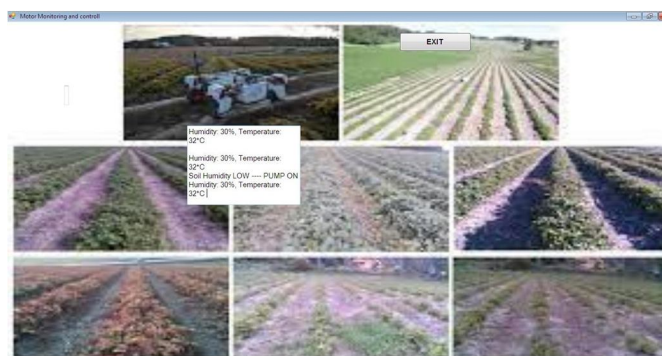 Motor Monitoring and controll
EXIT
Humidity: 30%, Temperature:
32*C
Humidity: 30%, Temperature:
32*C
Soil Humidity LOW ---- PUMP ON
Humidity: 30%, Temperature:
32*C